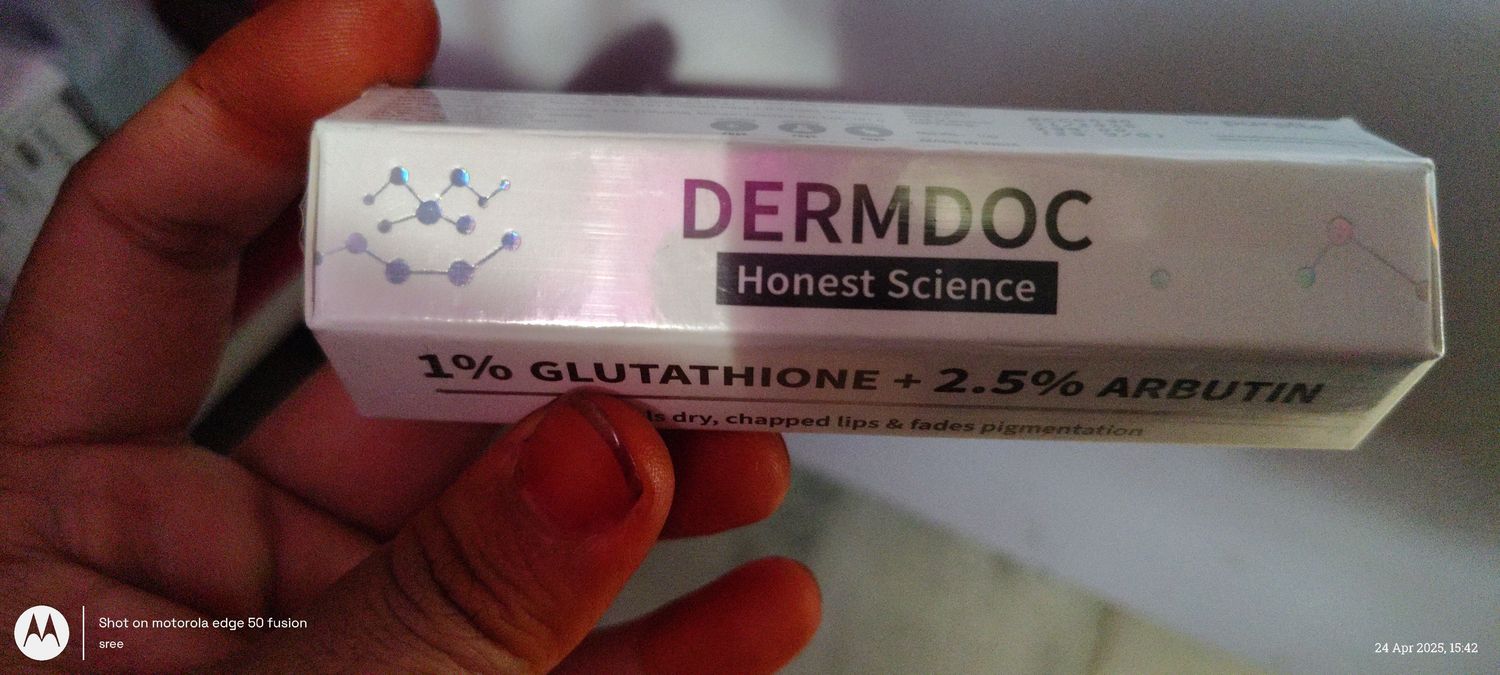 DERMDOC
Honest Science
1% GLUTATHIONE + 2.5% ARBUTIN
dry, chapped lips & fades pigmentation
Shot on motorola edge 50 fusion
sree
24 Apr 2025, 15:42